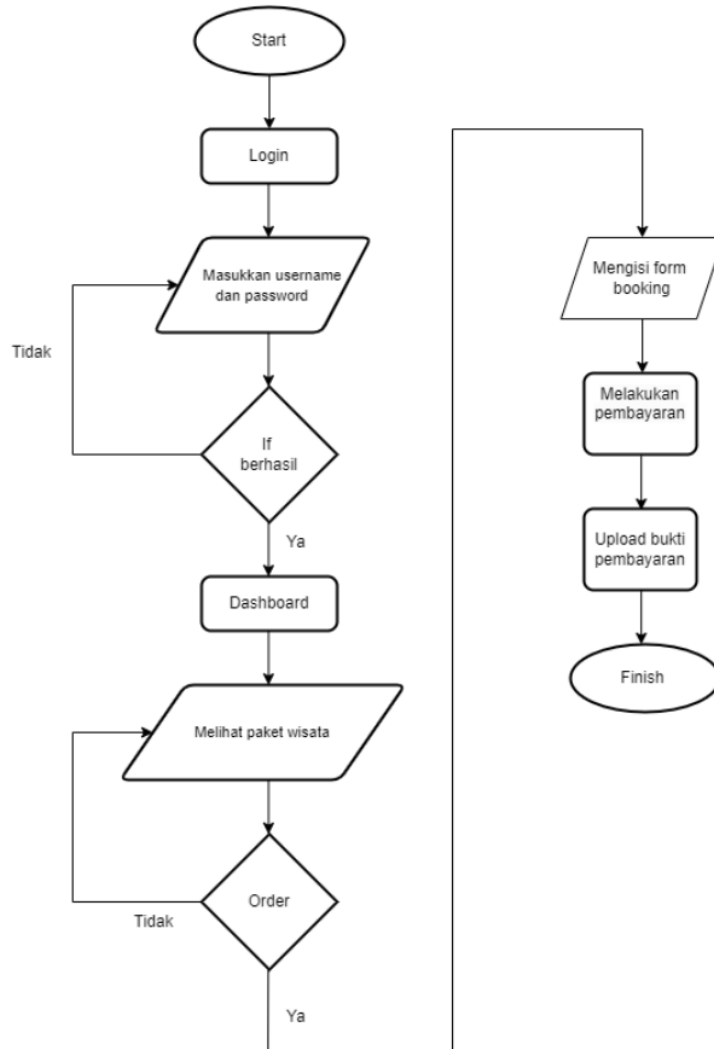 Start
Login
Masukkan username
dan password
Tidak
If
berhasil
Ya
Dashboard
Melihat paket wisata
Order
Tidak
Ya
Mengisi form
booking
Melakukan
pembayaran
Upload bukti
pembayaran
Finish